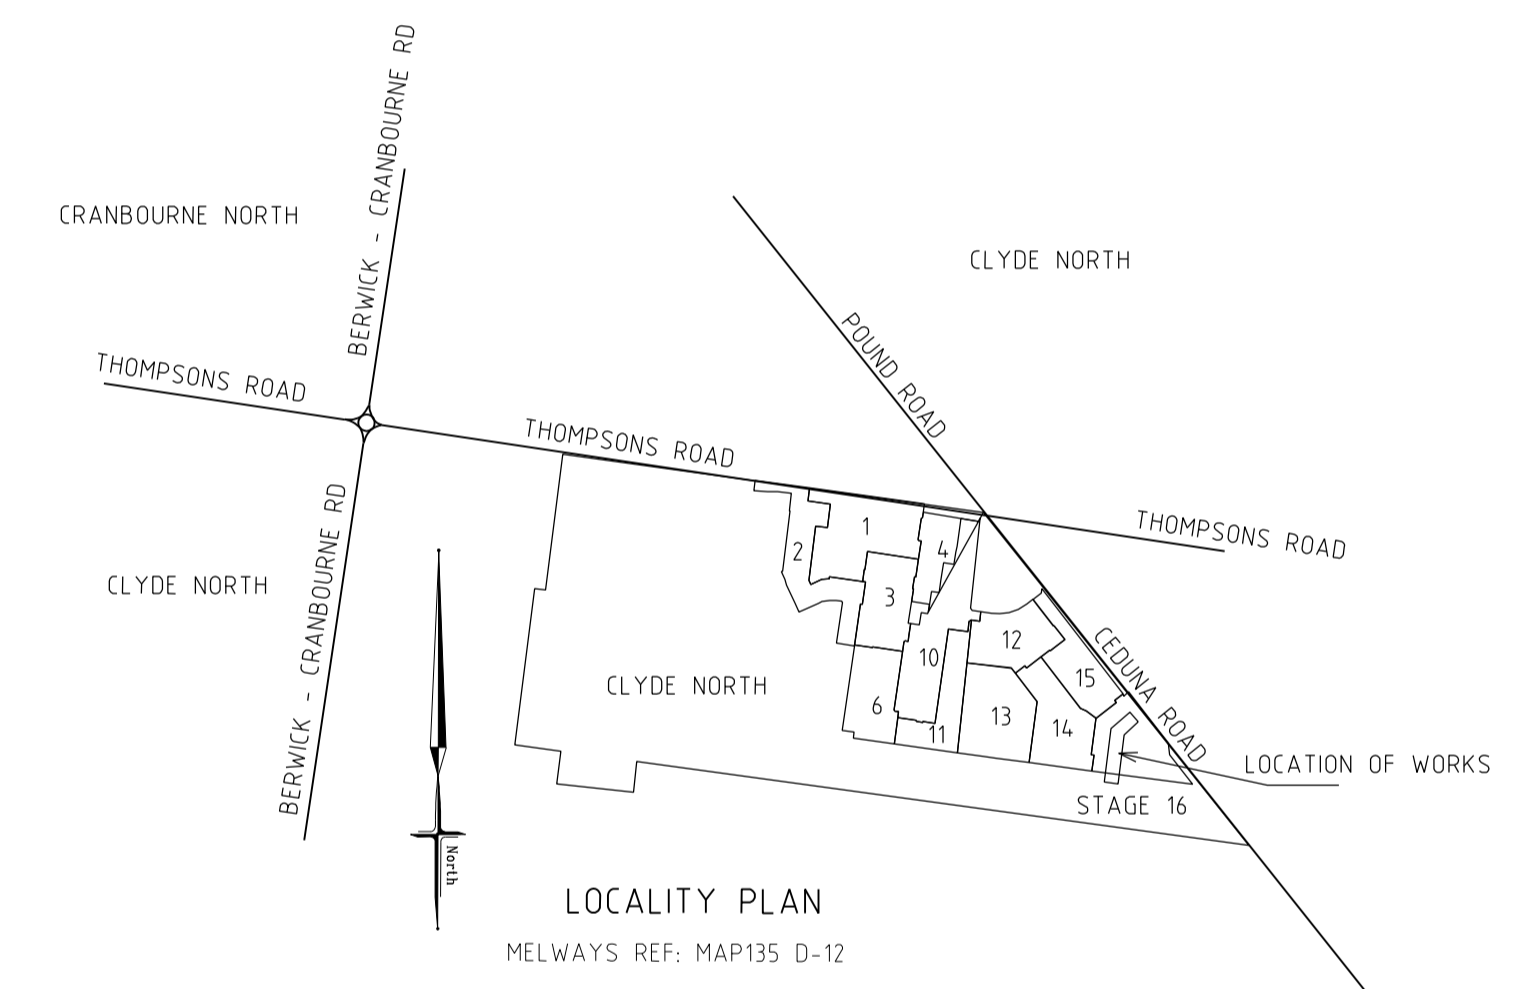 BERWICK - CRANBOURNE RD
CRANBOURNE NORTH
CLYDE NORTH
POUND ROAD
THOMPSONS ROAD
THOMPSONS ROAD
THOMPSONS ROAD
BERWICK - CRANBOURNE RD
CLYDE NORTH
CLYDE NORTH
1
2
4
3
12
10
15
6
13
14
11
CEDUNA ROAD
LOCATION OF WORKS
STAGE 16
North
LOCALITY PLAN
MELWAYS REF: MAP135 D-12